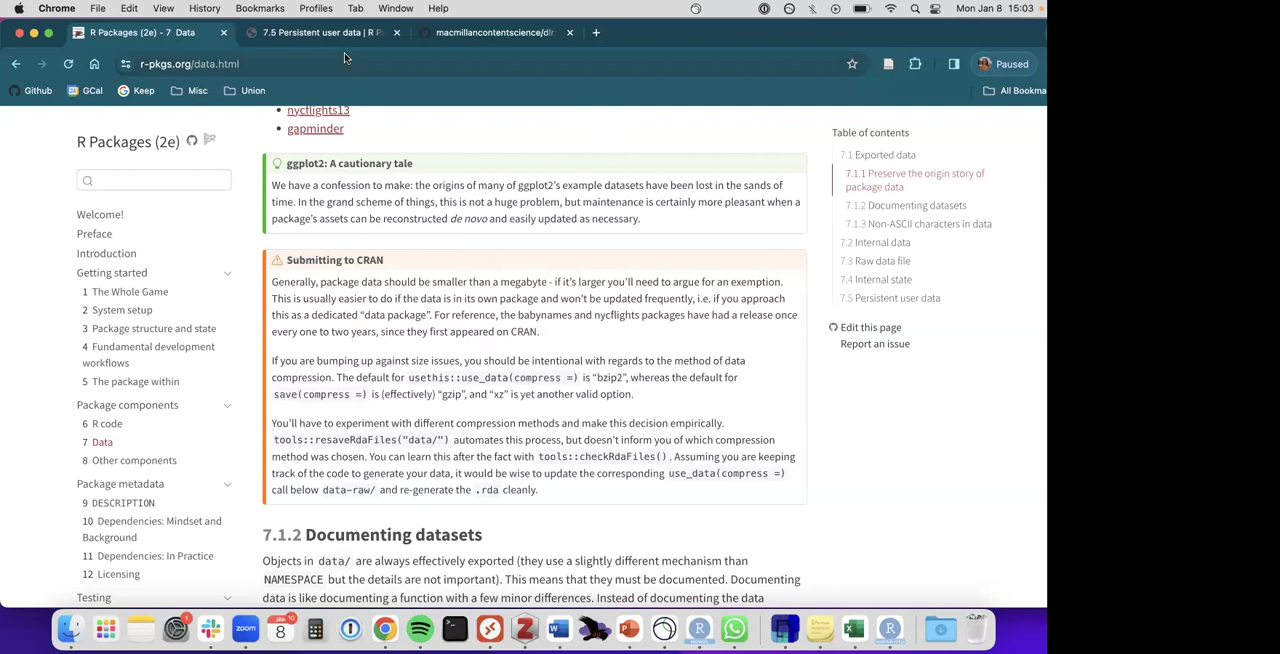 Chrome File Edit View History Bookmarks Profiles Tab Window Help Mon Jan 8 15:03
R Packages (2e) - 7 Data 7.5 Persistent user data | R P macmillancontentscience/dlr
r-pkgs.org/data.html Paused
Github GCal Keep Misc Union All Bookma
R Packages (2e)
Welcome!
Preface
Introduction
Getting started
1 The Whole Game
2 System setup
3 Package structure and state
4 Fundamental development
workflows
5 The package within
Package components
6 R code
7 Data
8 Other components
Package metadata
9 DESCRIPTION
10 Dependencies: Mindset and
Background
11 Dependencies: In Practice
12 Licensing
Testing
• nycflights13
• gapminder
ggplot2: A cautionary tale
We have a confession to make: the origins of many of ggplot2's example datasets have been lost in the sands of
time. In the grand scheme of things, this is not a huge problem, but maintenance is certainly more pleasant when a
package's assets can be reconstructed de novo and easily updated as necessary.
Submitting to CRAN
Generally, package data should be smaller than a megabyte - if it's larger you'll need to argue for an exemption.
This is usually easier to do if the data is in its own package and won't be updated frequently, i.e. if you approach
this as a dedicated "data package". For reference, the babynames and nycflights packages have had a release once
every one to two years, since they first appeared on CRAN.
If you are bumping up against size issues, you should be intentional with regards to the method of data
compression. The default for usethis::use_data(compress =) is "bzip2", whereas the default for
save(compress =) is (effectively) "gzip", and "xz" is yet another valid option.
You'll have to experiment with different compression methods and make this decision empirically.
tools::resaveRdaFiles("data/") automates this process, but doesn't inform you of which compression
method was chosen. You can learn this after the fact with tools::checkRdaFiles(). Assuming you are keeping
track of the code to generate your data, it would be wise to update the corresponding use_data(compress =)
call below data-raw/ and re-generate the .rda cleanly.
7.1.2 Documenting datasets
Objects in data/ are always effectively exported (they use a slightly different mechanism than
NAMESPACE but the details are not important). This means that they must be documented. Documenting
data is like documenting a function with a few minor differences. Instead of documenting the data
Table of contents
7.1 Exported data
7.1.1 Preserve the origin story of
package data
7.1.2 Documenting datasets
7.1.3 Non-ASCII characters in data
7.2 Internal data
7.3 Raw data file
7.4 Internal state
7.5 Persistent user data
Edit this page
Report an issue
zoom
8